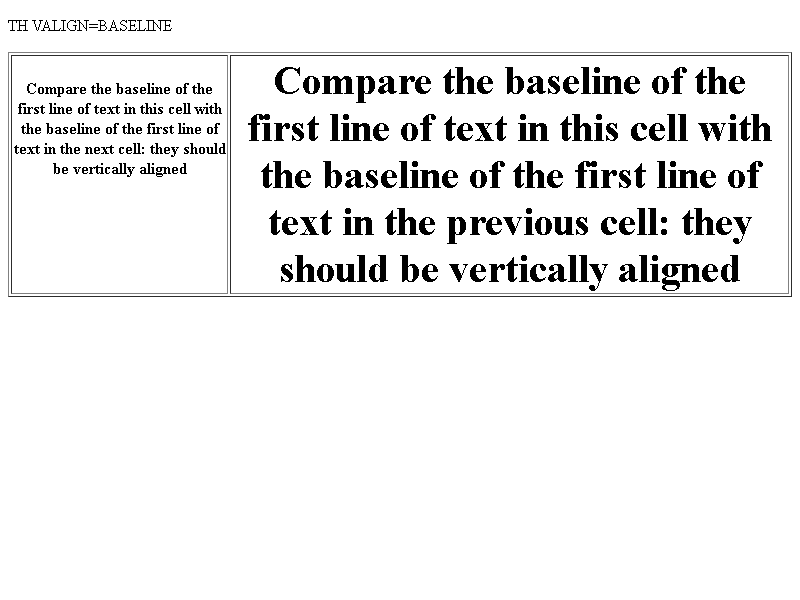 TH VALIGN=BASELINE
Compare the baseline of the
first line of text in this cell with
the baseline of the first line of
text in the next cell: they should
be vertically aligned
Compare the baseline of the
first line of text in this cell with
the baseline of the first line of
text in the previous cell: they
should be vertically aligned